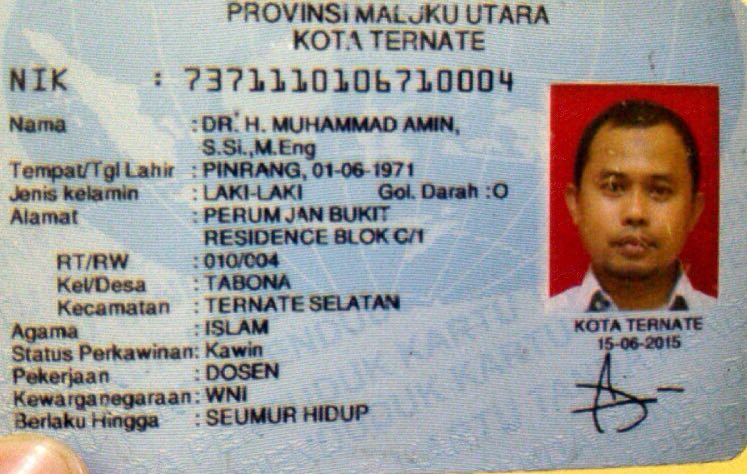 PROVINSI MALUKU UTARA
KOTA TERNATE
NIK : 7371110106710004
Nama : DR. H. MUHAMMAD AMIN,
S.Si.,M.Eng
Tempat/Tgl Lahir : PINRANG, 01-06-1971
Jenis kelamin : LAKI-LAKI Gol. Darah :O
Alamat : PERUM JAN BUKIT
RESIDENCE BLOK C/1
RT/RW : 010/004
Kel/Desa : TABONA
Kecamatan : TERNATE SELATAN
Agama : ISLAM
Status Perkawinan: Kawin
Pekerjaan : DOSEN
Kewarganegaraan: WNI
Berlaku Hingga : SEUMUR HIDUP
KOTA TERNATE
15-06-2015